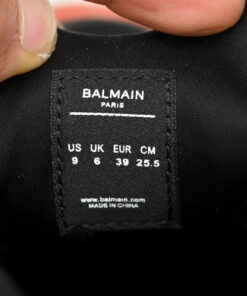 BALMAIN
PARIS
US UK EUR CM
9 6 39 25.5
www.balmain.com
MADE IN CHINA